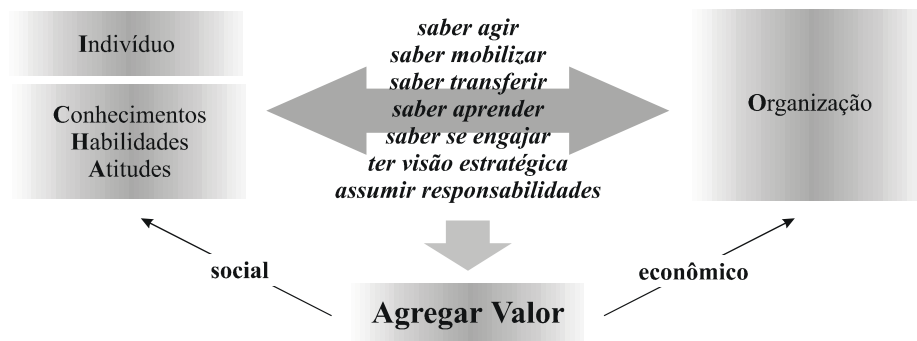 Indivíduo
Conhecimentos
Habilidades
Atitudes
saber agir
saber mobilizar
saber transferir
saber aprender
saber se engajar
ter visão estratégica
assumir responsabilidades
Organização
social
econômico
Agregar Valor